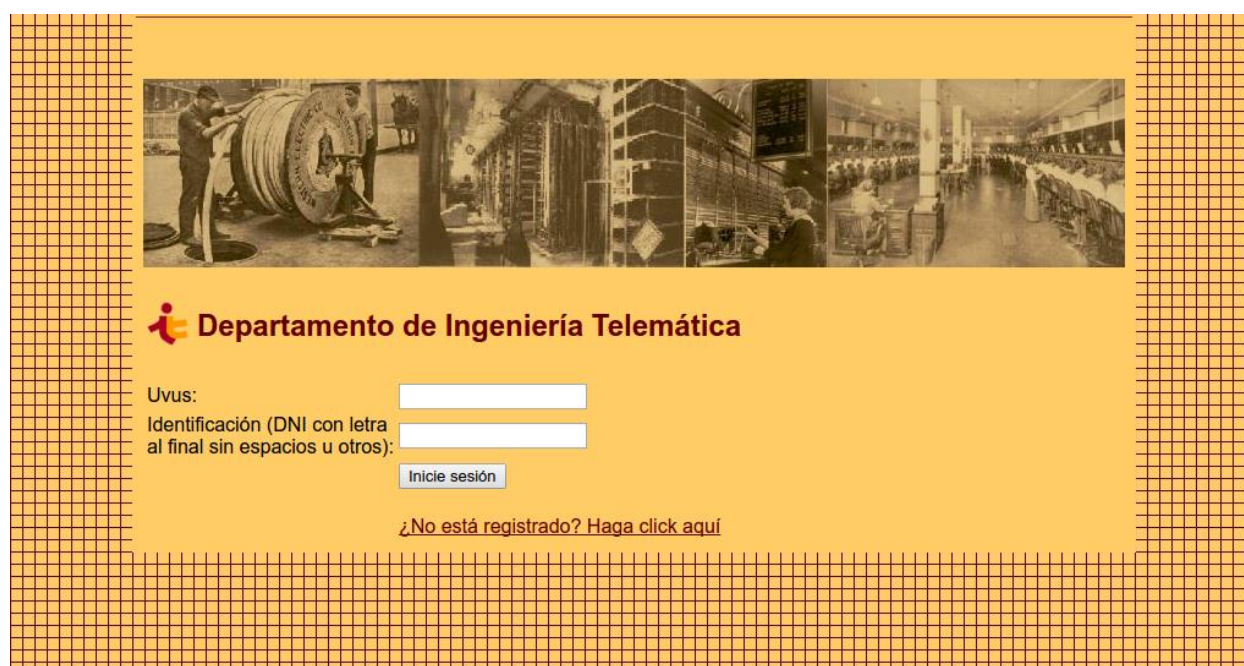 Departamento de Ingeniería Telemática
Uvus:
Identificación (DNI con letra
al final sin espacios u otros):
Inicie sesión
¿No está registrado? Haga click aquí